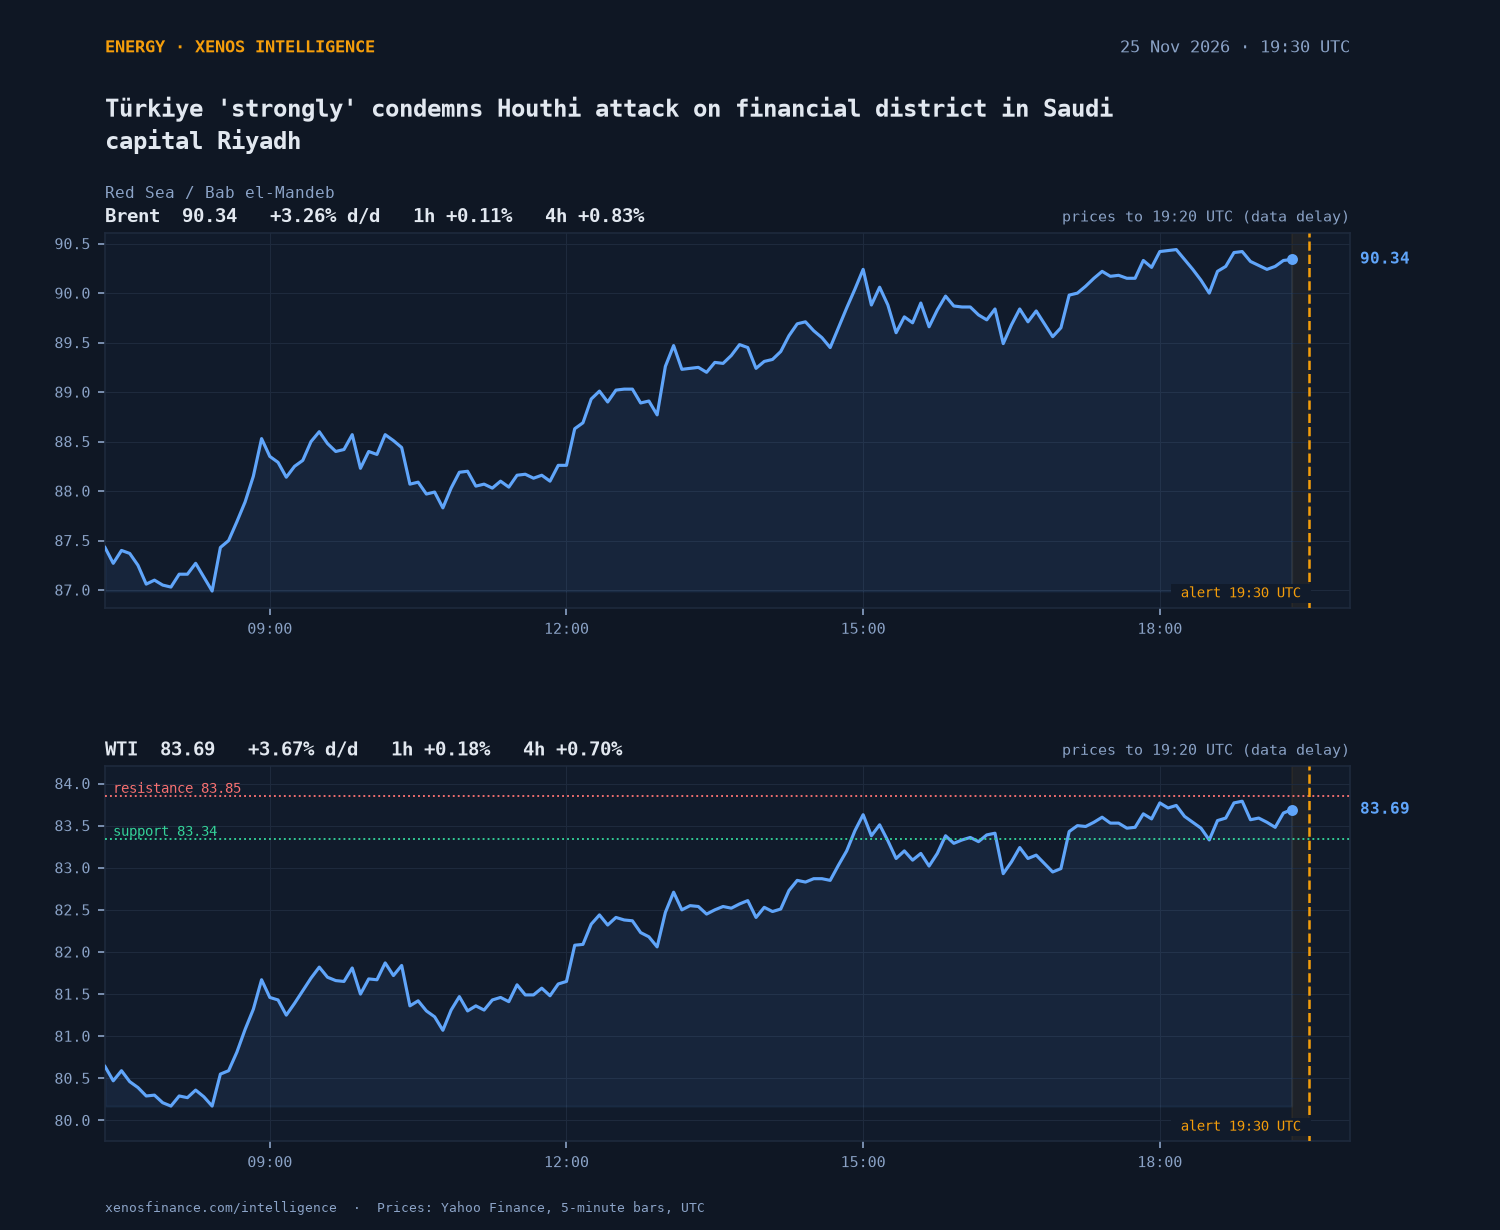 ENERGY · XENOS INTELLIGENCE
25 Nov 2026 · 19:30 UTC
Türkiye 'strongly' condemns Houthi attack on financial district in Saudi
capital Riyadh
Red Sea / Bab el-Mandeb
Brent  90.34   +3.26% d/d   1h +0.11%   4h +0.83%
prices to 19:20 UTC (data delay)
90.5
90.34
90.0
89.5
89.0
88.5
88.0
87.5
87.0
alert 19:30 UTC
09:00
12:00
15:00
18:00
WTI  83.69   +3.67% d/d   1h +0.18%   4h +0.70%
prices to 19:20 UTC (data delay)
84.0
resistance 83.85
83.69
83.5
support 83.34
83.0
82.5
82.0
81.5
81.0
80.5
80.0
alert 19:30 UTC
09:00
12:00
15:00
18:00
xenosfinance.com/intelligence  ·  Prices: Yahoo Finance, 5-minute bars, UTC